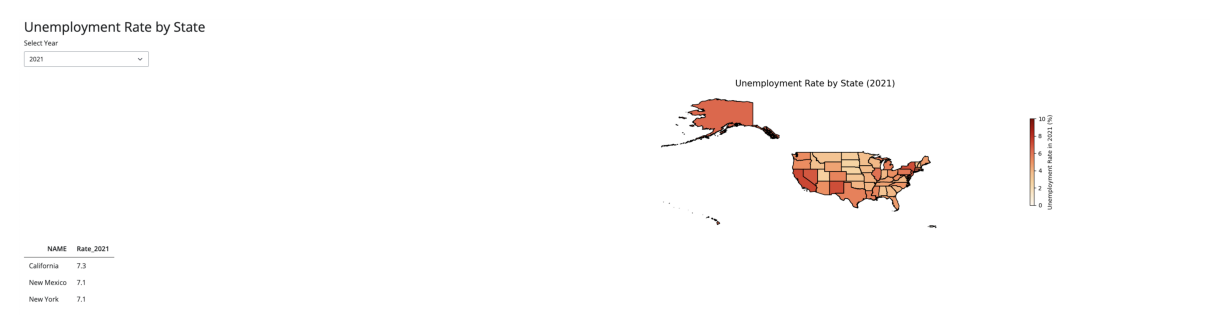 Unemployment Rate by State
Select Year
2021
Unemployment Rate by State (2021)
10
8
6
4
2
0
Unemployment Rate in 2021 (%)
NAME Rate_2021
California 7.3
New Mexico 7.1
New York 7.1